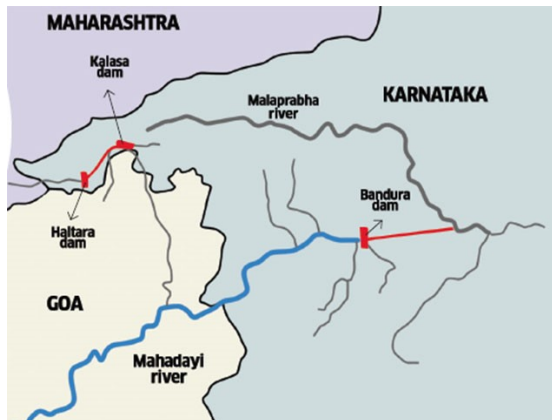 MAHARASHTRA
Kalasa
dam
Malaprabha
river
KARNATAKA
Bandura
dam
Haltara
dam
GOA
Mahadayi
river